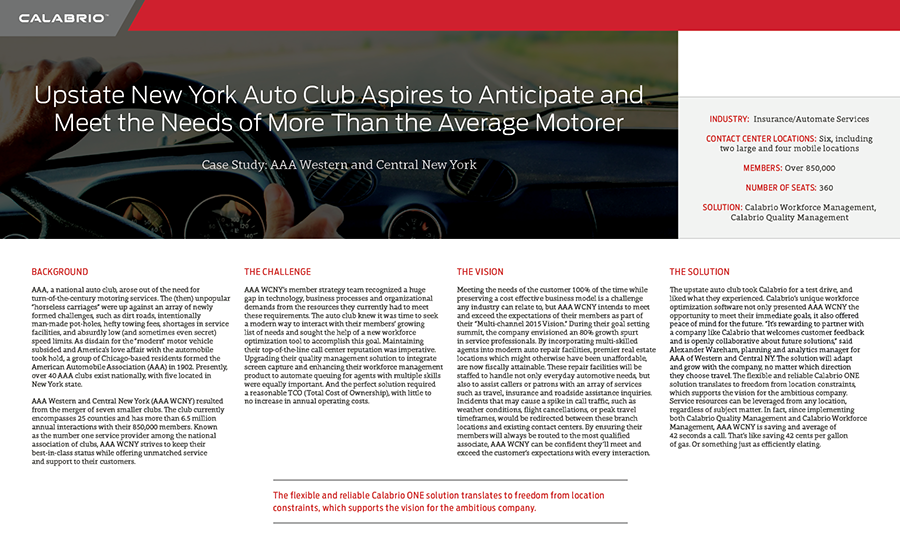 CALABRIO™
Upstate New York Auto Club Aspires to Anticipate and
Meet the Needs of More Than the Average Motorer
Case Study: AAA Western and Central New York
INDUSTRY: Insurance/Automate Services
CONTACT CENTER LOCATIONS: Six, including
two large and four mobile locations
MEMBERS: Over 850,000
NUMBER OF SEATS: 360
SOLUTION: Calabrio Workforce Management,
Calabrio Quality Management
BACKGROUND
AAA, a national auto club, arose out of the need for
turn-of-the-century motoring services. The (then) unpopular
"horseless carriages" were up against an array of newly
formed challenges, such as dirt roads, intentionally
man-made pot-holes, hefty towing fees, shortages in service
facilities, and absurdly low (and sometimes even secret)
speed limits. As disdain for the "modern" motor vehicle
subsided and America's love affair with the automobile
took hold, a group of Chicago-based residents formed the
American Automobile Association (AAA) in 1902. Presently,
over 40 AAA clubs exist nationally, with five located in
New York state.
AAA Western and Central New York (AAA WCNY) resulted
from the merger of seven smaller clubs. The club currently
encompasses 25 counties and has more than 6.5 million
annual interactions with their 850,000 members. Known
as the number one service provider among the national
association of clubs, AAA WCNY strives to keep their
best-in-class status while offering unmatched service
and support to their customers.
THE CHALLENGE
AAA WCNY's member strategy team recognized a huge
gap in technology, business processes and organizational
demands from the resources they currently had to meet
these requirements. The auto club knew it was time to seek
a modern way to interact with their members' growing
list of needs and sought the help of a new workforce
optimization tool to accomplish this goal. Maintaining
their top-of-the-line call center reputation was imperative.
Upgrading their quality management solution to integrate
screen capture and enhancing their workforce management
product to automate queuing for agents with multiple skills
were equally important. And the perfect solution required
a reasonable TCO (Total Cost of Ownership), with little to
no increase in annual operating costs.
THE VISION
Meeting the needs of the customer 100% of the time while
preserving a cost effective business model is a challenge
any industry can relate to, but AAA WCNY intends to meet
and exceed the expectations of their members as part of
their "Multi-channel 2015 Vision." During their goal setting
summit, the company envisioned an 80% growth spurt
in service professionals. By incorporating multi-skilled
agents into modern auto repair facilities, premier real estate
locations which might otherwise have been unaffordable,
are now fiscally attainable. These repair facilities will be
staffed to handle not only everyday automotive needs, but
also to assist callers or patrons with an array of services
such as travel, insurance and roadside assistance inquiries.
Incidents that may cause a spike in call traffic, such as
weather conditions, flight cancellations, or peak travel
timeframes, would be redirected between these branch
locations and existing contact centers. By ensuring their
members will always be routed to the most qualified
associate, AAA WCNY can be confident they'll meet and
exceed the customer's expectations with every interaction.
THE SOLUTION
The upstate auto club took Calabrio for a test drive, and
liked what they experienced. Calabrio's unique workforce
optimization software not only presented AAA WCNY the
opportunity to meet their immediate goals, it also offered
peace of mind for the future. "It's rewarding to partner with
a company like Calabrio that welcomes customer feedback
and is openly collaborative about future solutions," said
Alexander Wareham, planning and analytics manager for
AAA of Western and Central NY. The solution will adapt
and grow with the company, no matter which direction
they choose travel. The flexible and reliable Calabrio ONE
solution translates to freedom from location constraints,
which supports the vision for the ambitious company.
Service resources can be leveraged from any location,
regardless of subject matter. In fact, since implementing
both Calabrio Quality Management and Calabrio Workforce
Management, AAA WCNY is saving and average of
42 seconds a call. That's like saving 42 cents per gallon
of gas. Or something just as efficiently elating.
The flexible and reliable Calabrio ONE solution translates to freedom from location
constraints, which supports the vision for the ambitious company.